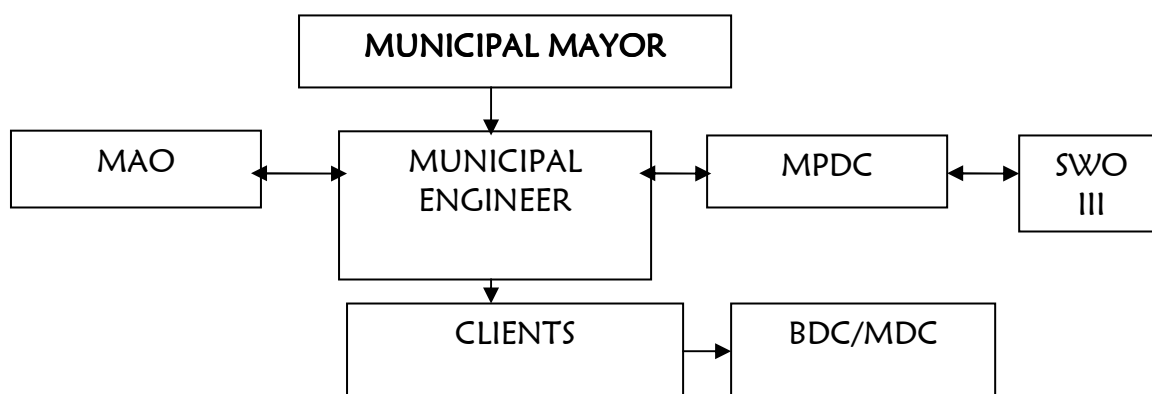 MUNICIPAL MAYOR
MAO
MUNICIPAL
ENGINEER
MPDC
SWO
III
CLIENTS
BDC/MDC